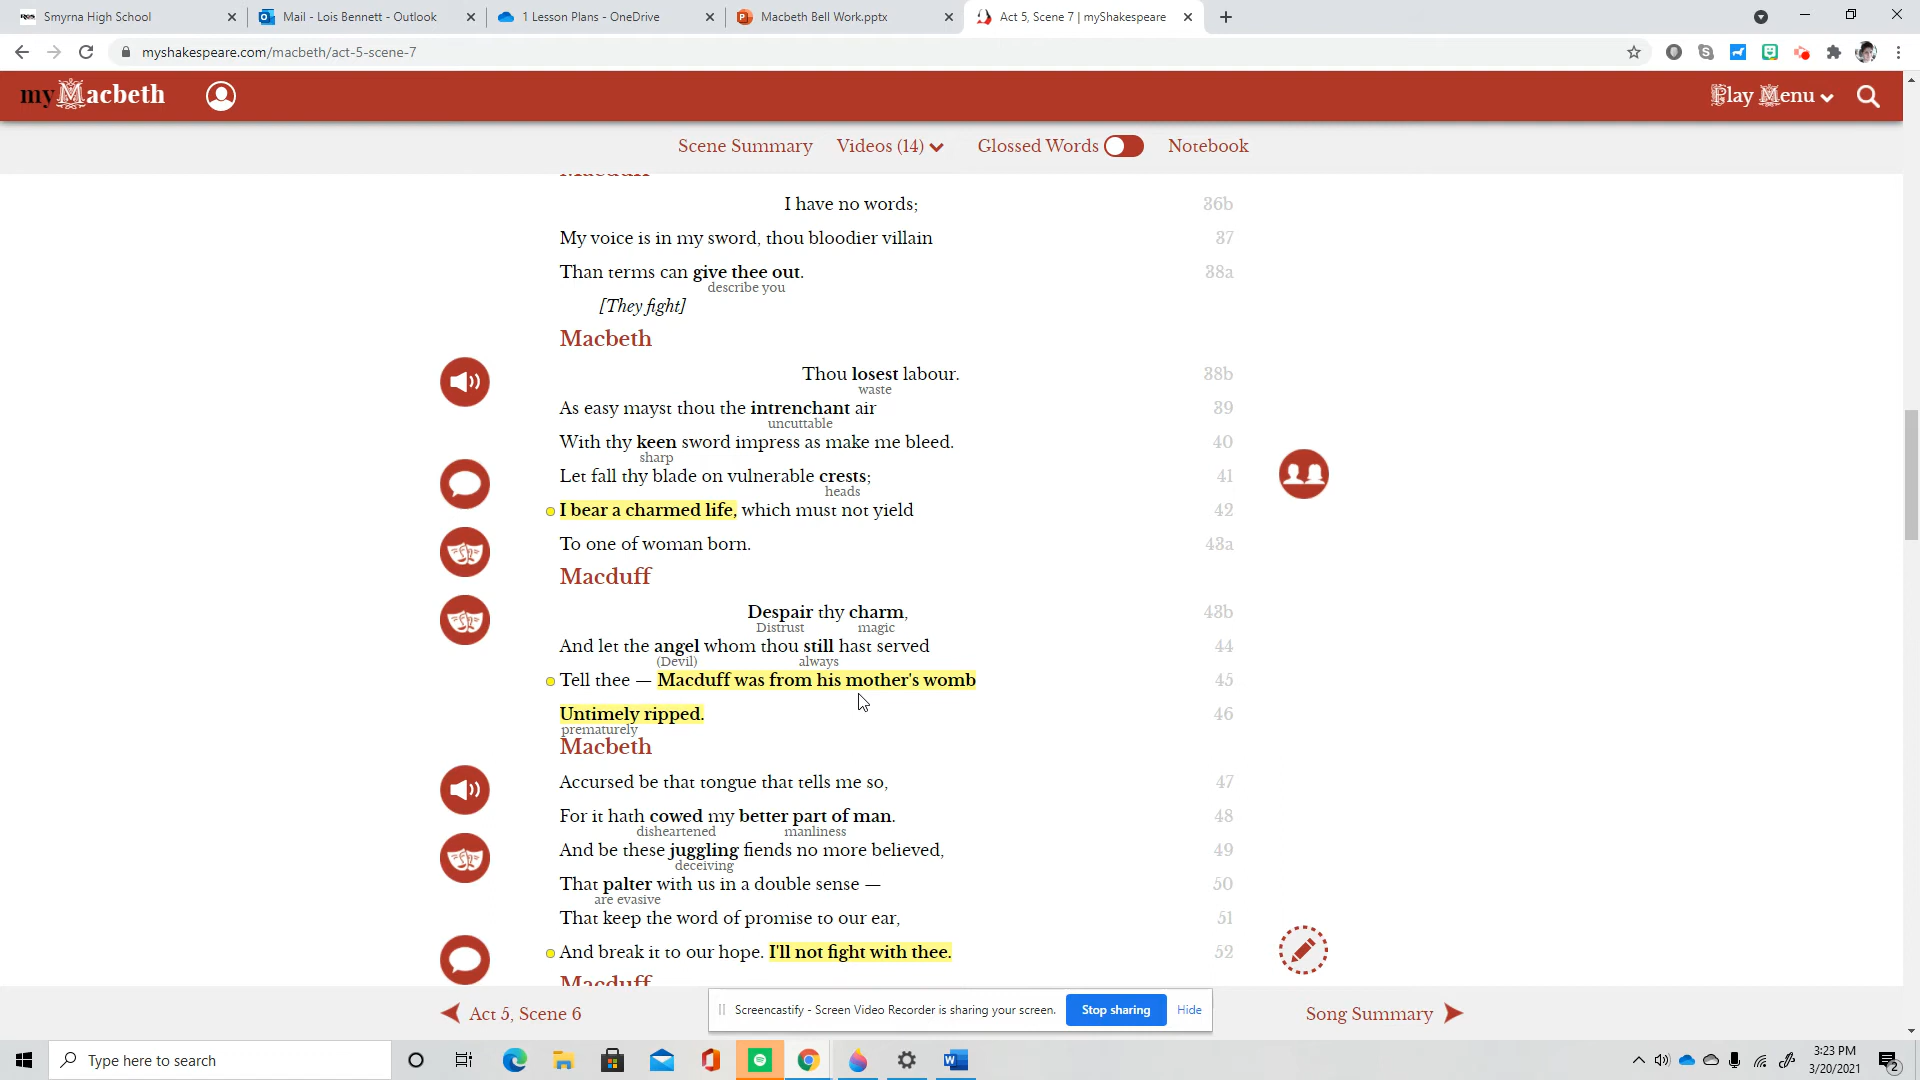 Smyrna High School
Mail - Lois Bennett - Outlook
1 Lesson Plans - OneDrive
Macbeth Bell Work.pptx
Act 5, Scene 7 | myShakespeare
myshakespeare.com/macbeth/act-5-scene-7
myMacbeth
Play Menu
Scene Summary Videos (14) Glossed Words Notebook
Macduff
I have no words; 36b
My voice is in my sword, thou bloodier villain 37
Than terms can give thee out. 38a
describe you
[They fight]
Macbeth
Thou losest labour. 38b
waste
As easy mayst thou the intrenchant air 39
uncuttable
With thy keen sword impress as make me bleed. 40
sharp
Let fall thy blade on vulnerable crests; 41
heads
I bear a charmed life, which must not yield 42
To one of woman born. 43a
Macduff
Despair thy charm, 43b
Distrust magic
And let the angel whom thou still hast served 44
(Devil) always
Tell thee — Macduff was from his mother's womb 45
Untimely ripped. 46
prematurely
Macbeth
Accursed be that tongue that tells me so, 47
For it hath cowed my better part of man. 48
disheartened manliness
And be these juggling fiends no more believed, 49
deceiving
That palter with us in a double sense — 50
are evasive
That keep the word of promise to our ear, 51
And break it to our hope. I'll not fight with thee. 52
Macduff
Act 5, Scene 6
Screencastify - Screen Video Recorder is sharing your screen. Stop sharing Hide
Song Summary
Type here to search
3:23 PM
3/20/2021
2